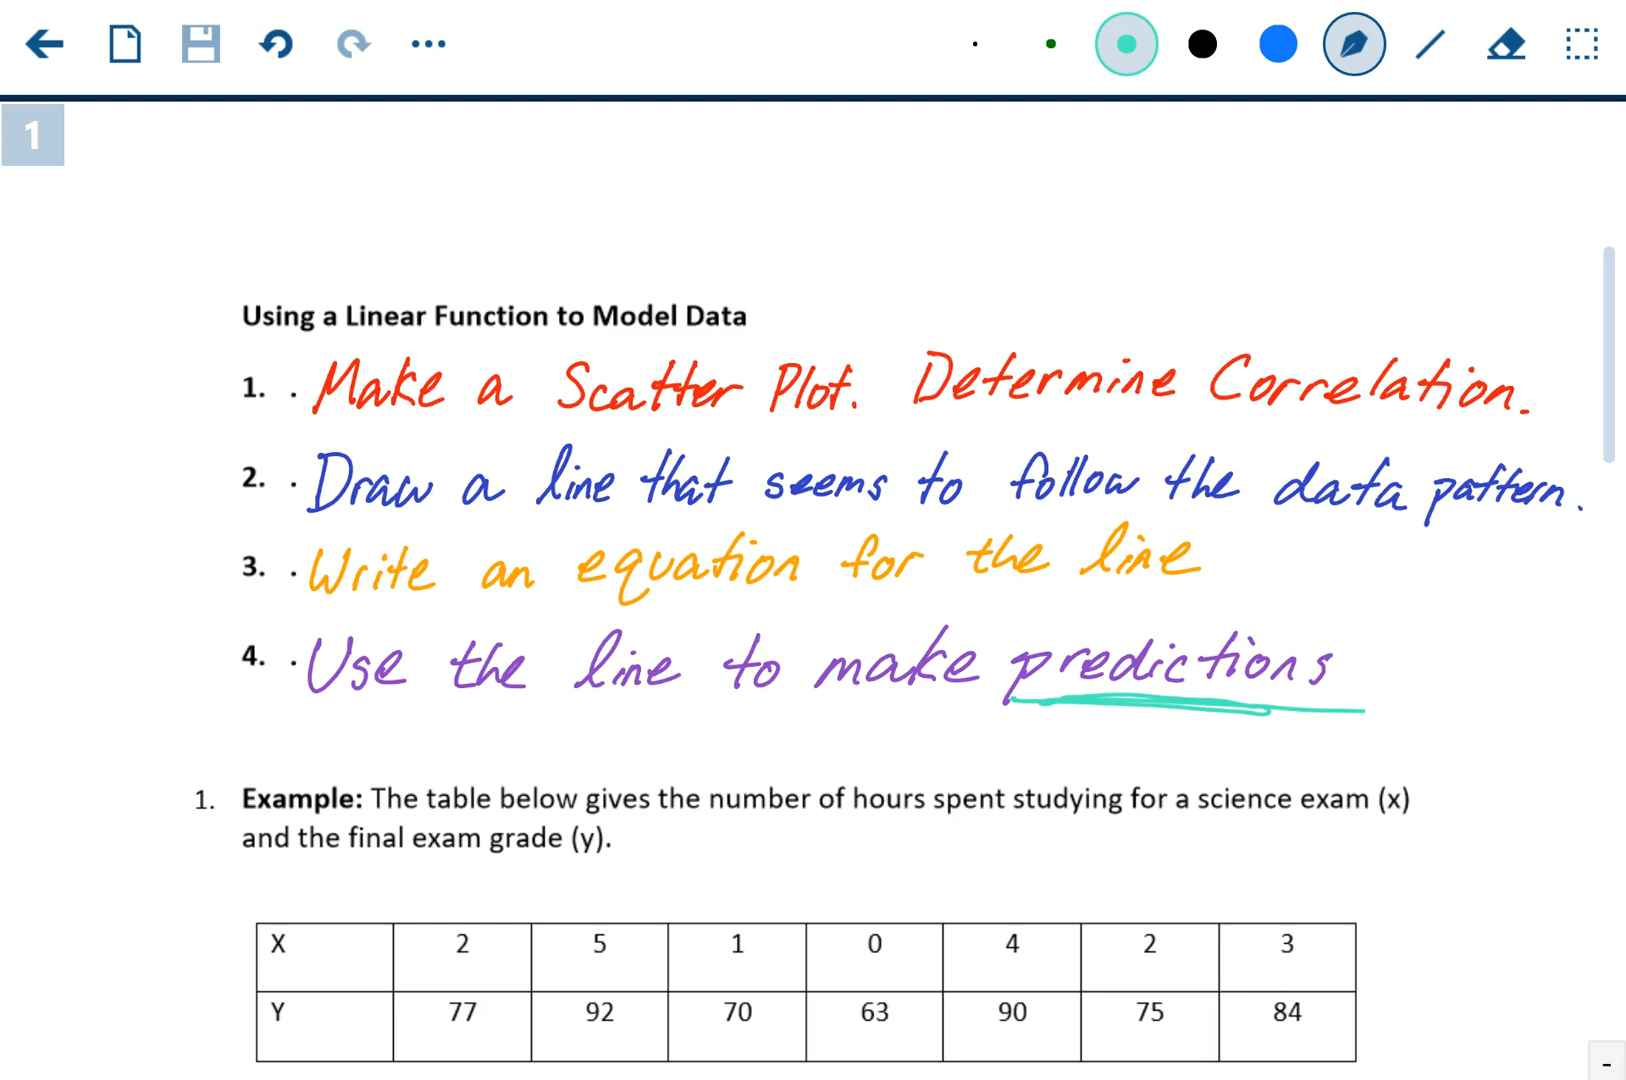 1
Using a Linear Function to Model Data
1. . Make a Scatter Plot. Determine Correlation.
2. . Draw a line that seems to follow the data pattern.
3. . Write an equation for the line
4. . Use the line to make predictions
1. Example: The table below gives the number of hours spent studying for a science exam (x)
and the final exam grade (y).
X 2 5 1 0 4 2 3
Y 77 92 70 63 90 75 84